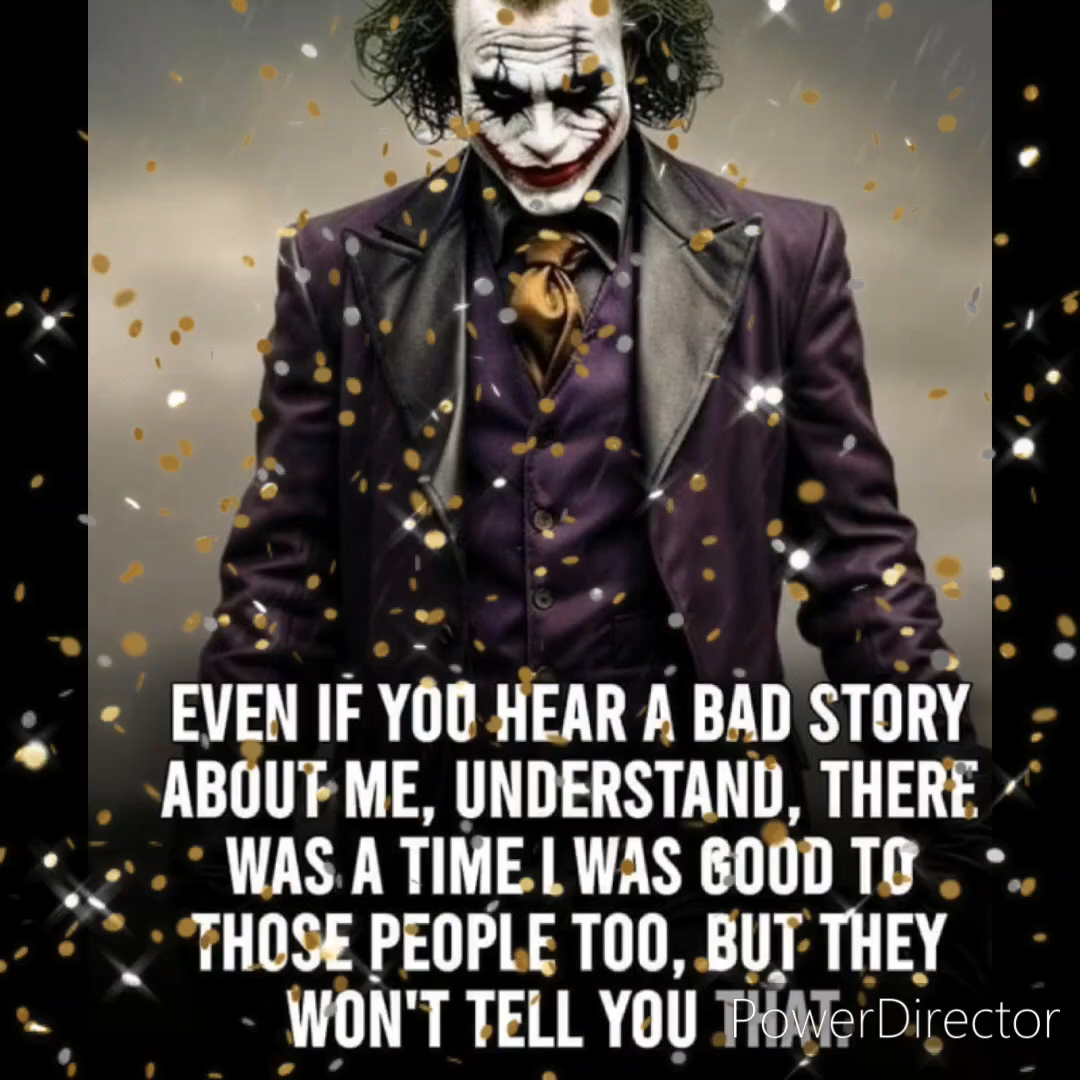 EVEN IF YOU HEAR A BAD STORY
ABOUT ME, UNDERSTAND, THERE
WAS A TIME I WAS GOOD TO
THOSE PEOPLE TOO, BUT THEY
WON'T TELL YOU THAT.
PowerDirector